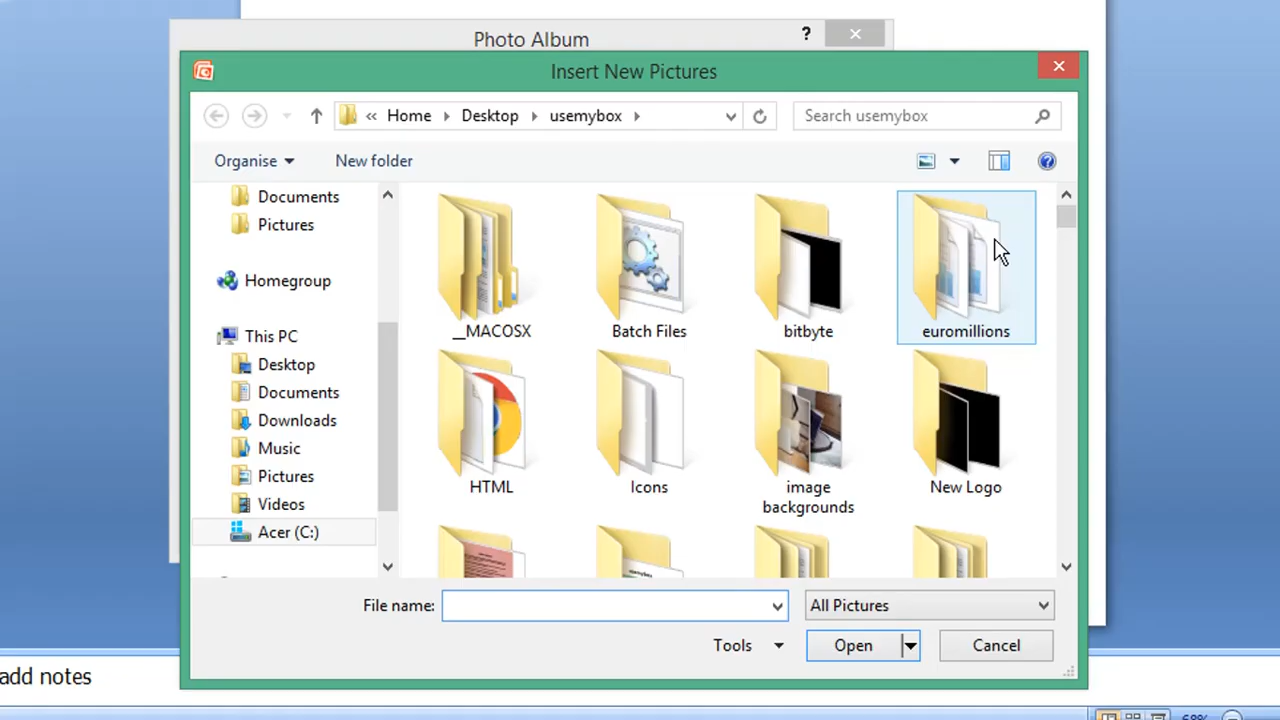 Photo Album
?
Insert New Pictures
« Home Desktop usemybox
Search usemybox
Organise
New folder
Documents
Pictures
Homegroup
This PC
Desktop
Documents
Downloads
Music
Pictures
Videos
Acer (C:)
__MACOSX
Batch Files
bitbyte
euromillions
HTML
Icons
image
backgrounds
New Logo
File name:
All Pictures
Tools
Open
Cancel
add notes
68%